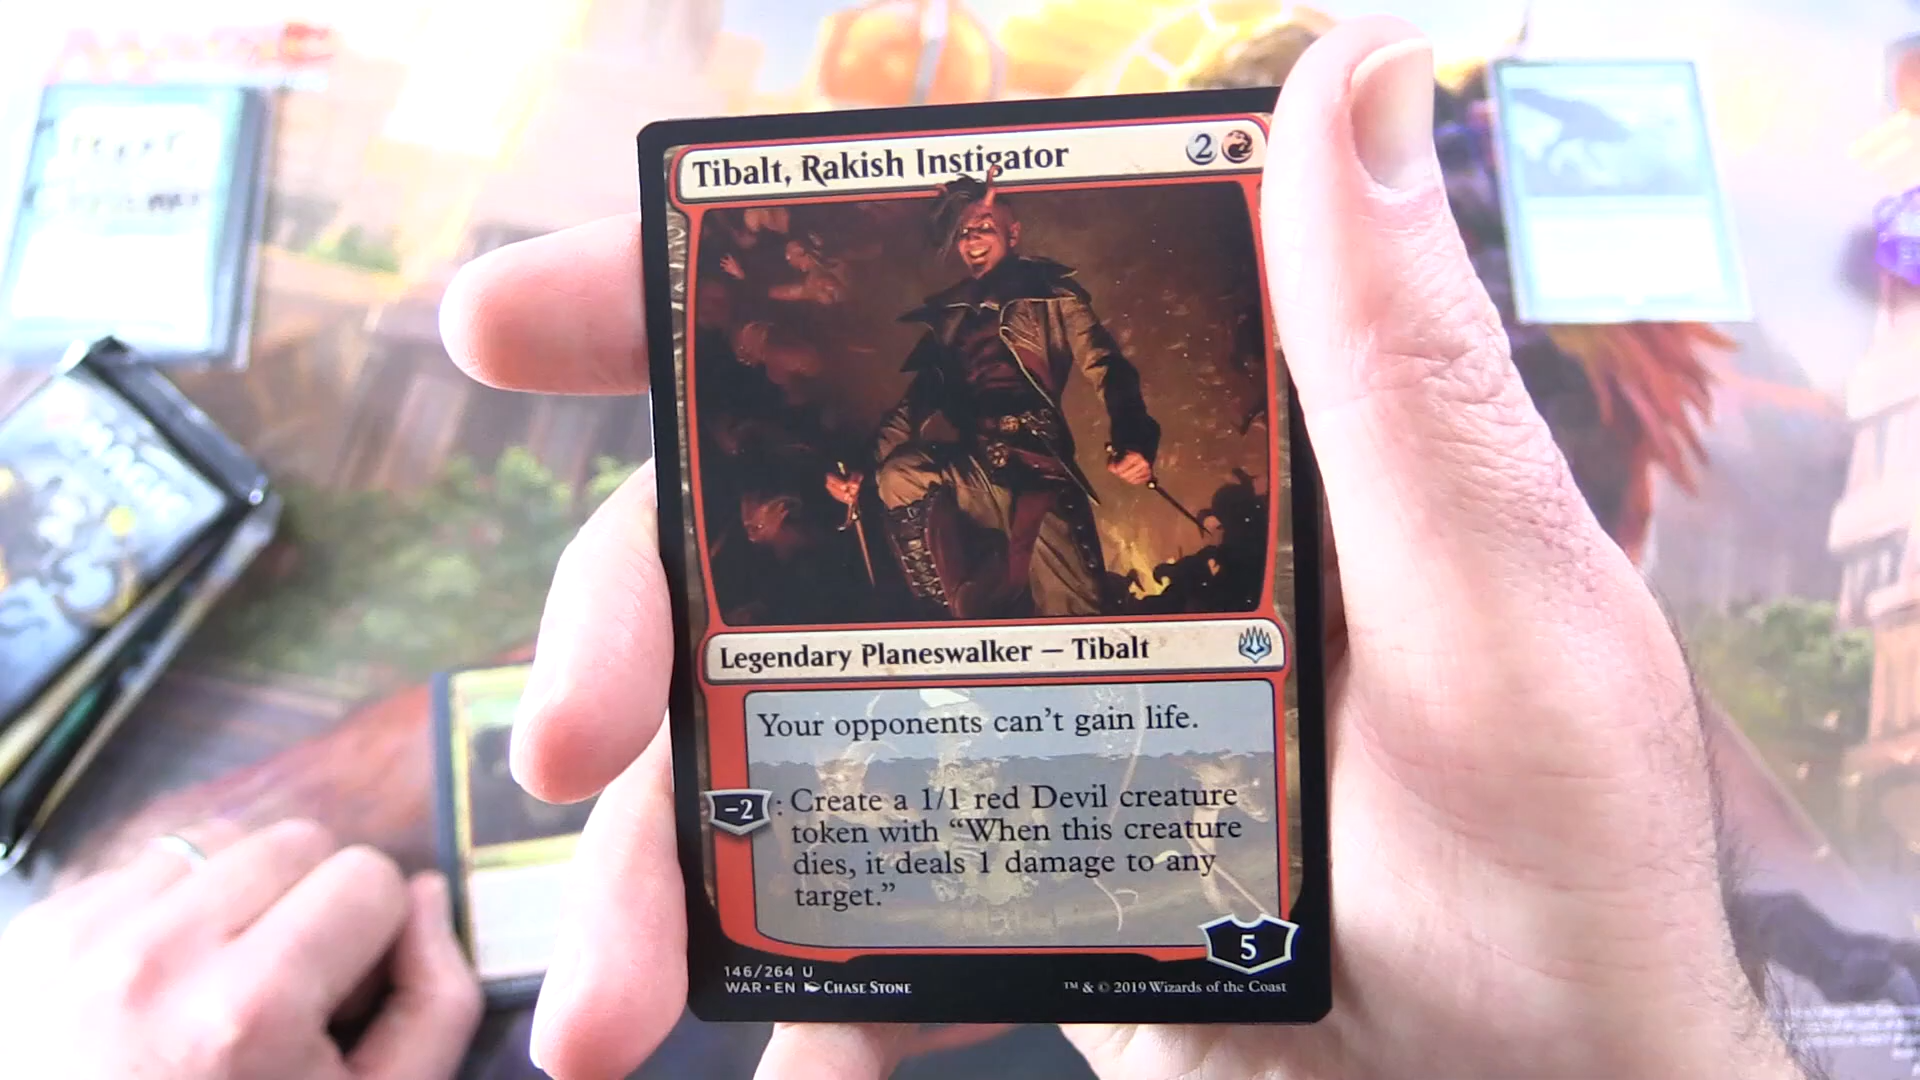 Tibalt, Rakish Instigator 2
Legendary Planeswalker — Tibalt
Your opponents can't gain life.
-2: Create a 1/1 red Devil creature
token with “When this creature
dies, it deals 1 damage to any
target.”
5
146/264 U
WAR • EN Chase Stone
™ & © 2019 Wizards of the Coast